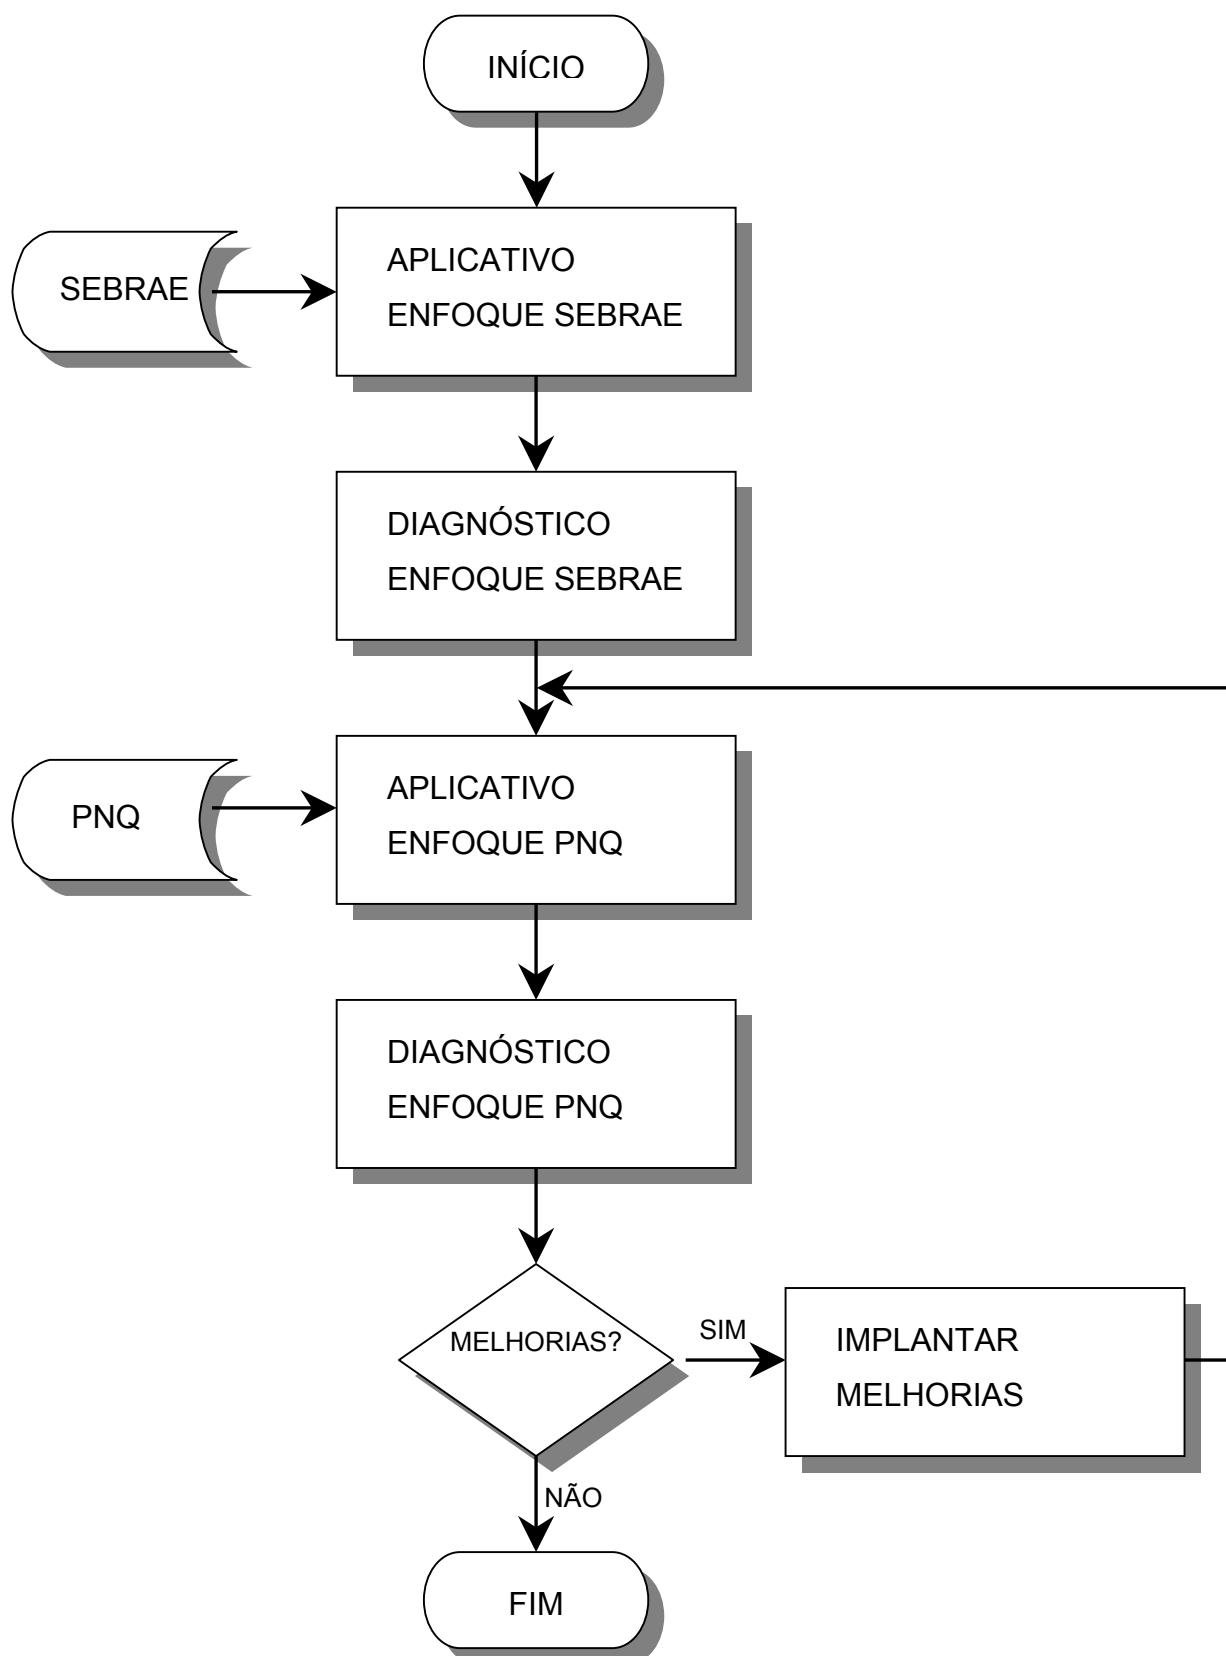 INÍCIO
SEBRAE
APLICATIVO
ENFOQUE SEBRAE
DIAGNÓSTICO
ENFOQUE SEBRAE
PNQ
APLICATIVO
ENFOQUE PNQ
DIAGNÓSTICO
ENFOQUE PNQ
MELHORIAS?
SIM
IMPLANTAR
MELHORIAS
NÃO
FIM